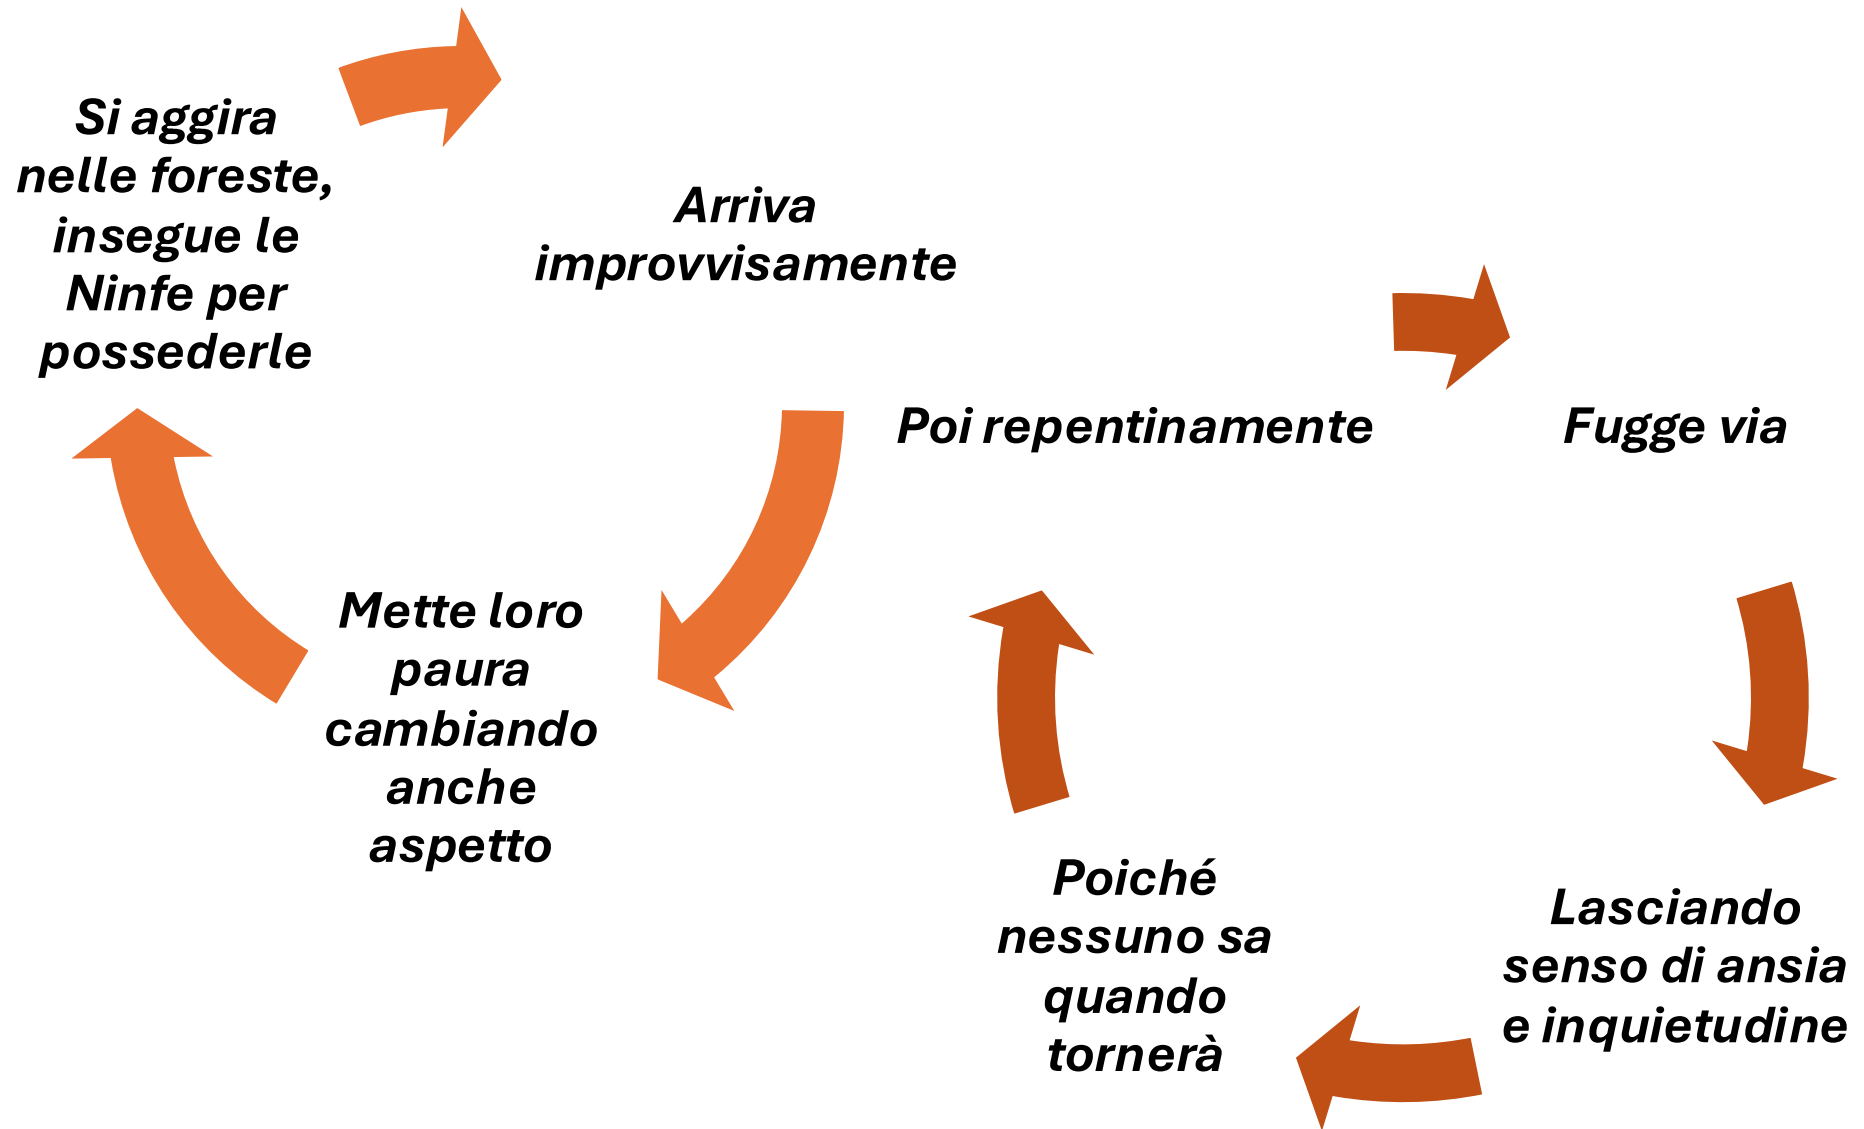 Si aggira
nelle foreste,
insegue le
Ninfe per
possederle
Arriva
improvvisamente
Mette loro
paura
cambiando
anche
aspetto
Poi repentinamente
Fugge via
Lasciando
senso di ansia
e inquietudine
Poiché
nessuno sa
quando
tornerà